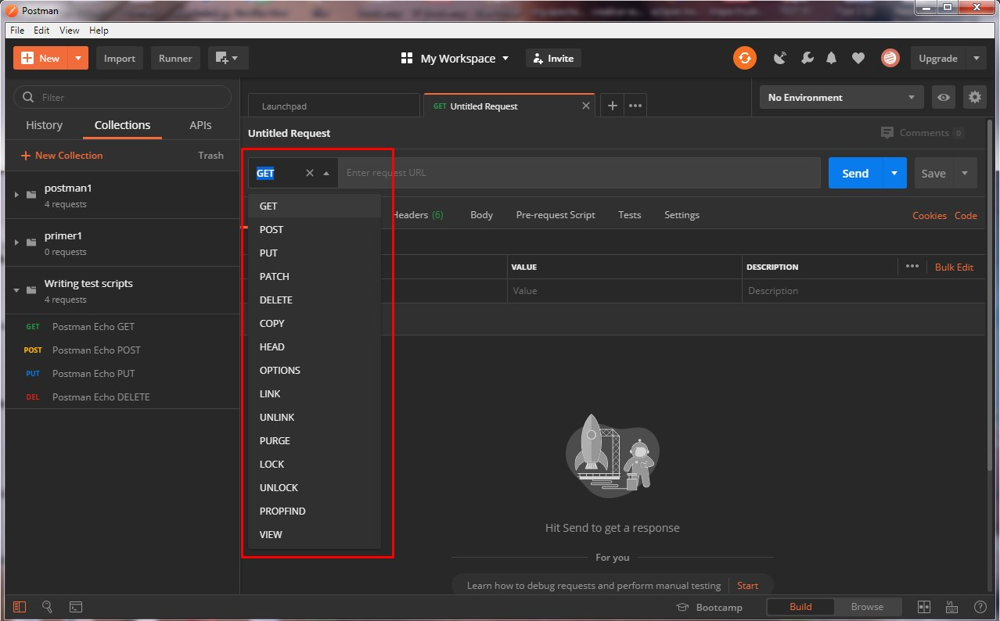 Postman
File Edit View Help
New Import Runner My Workspace Invite Upgrade
Filter
History Collections APIs
New Collection Trash
postman1
4 requests
primer1
0 requests
Writing test scripts
4 requests
GET Postman Echo GET
POST Postman Echo POST
PUT Postman Echo PUT
DEL Postman Echo DELETE
Launchpad GET Untitled Request No Environment
Untitled Request Comments 0
GET Enter request URL Send Save
Headers (6) Body Pre-request Script Tests Settings Cookies Code
GET
POST
PUT
PATCH
DELETE
COPY
HEAD
OPTIONS
LINK
UNLINK
PURGE
LOCK
UNLOCK
PROPFIND
VIEW
VALUE DESCRIPTION Bulk Edit
Value Description
Hit Send to get a response
For you
Learn how to debug requests and perform manual testing Start
Bootcamp Build Browse